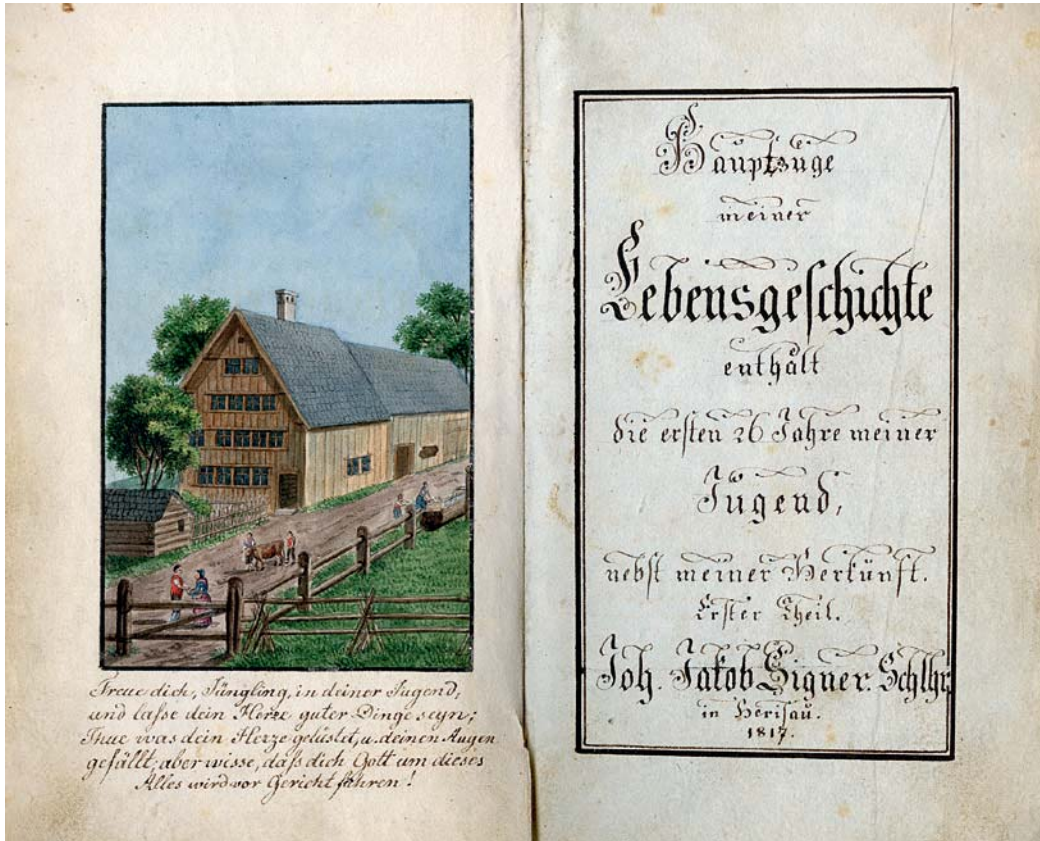 Freue dich, Jüngling, in deiner Jugend,
und laſse dein Herze guter Dinge seyn;
Thue was dein Herze gelüstet, u. deinen Augen
gefällt, aber wisse, daſs dich Gott um dieses
Alles wird vor Gericht führen!
Hauptzüge
meiner
Lebensgeſchichte
enthält
die erſten 26 Jahre meiner
Jugend,
nebſt meiner Herkunft.
Erſter Theil.
Joh. Jakob Signer. Schlhr.
in Heriſau.
1817.